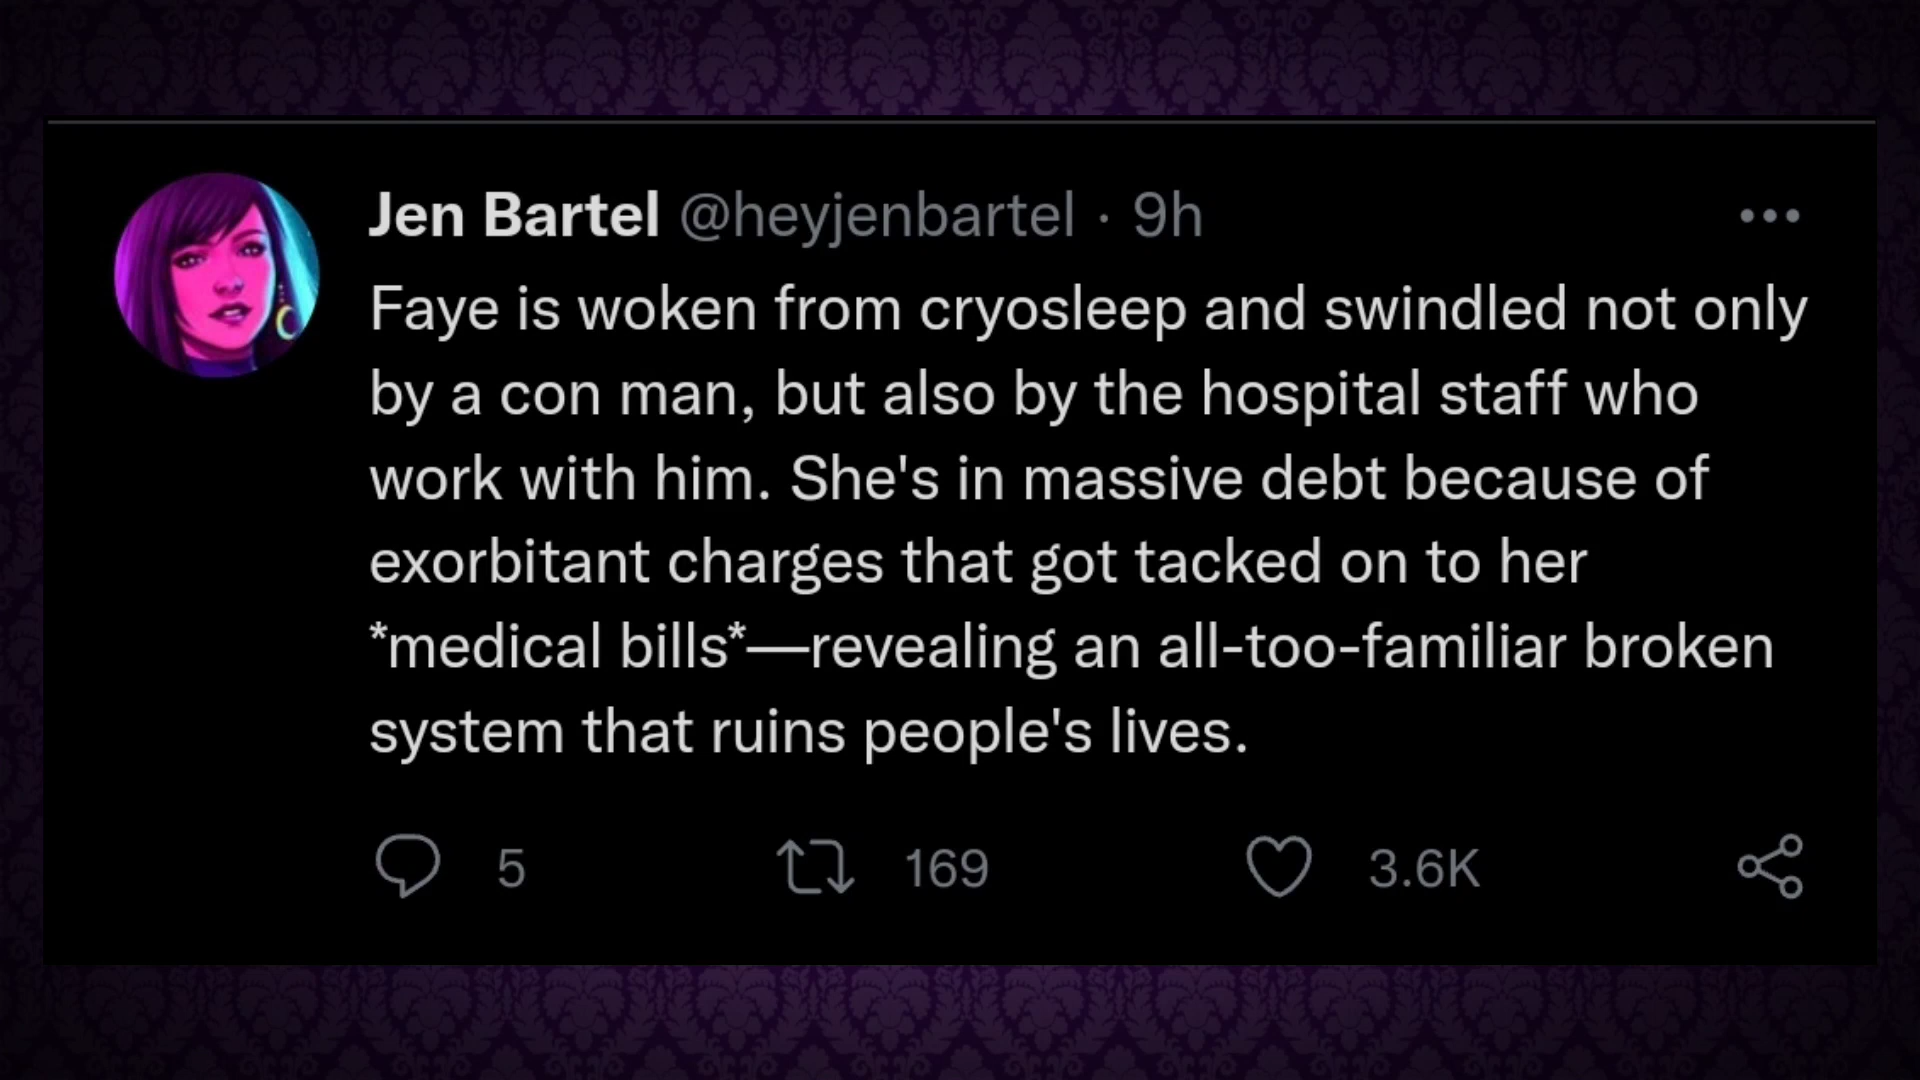 Jen Bartel @heyjenbartel · 9h
Faye is woken from cryosleep and swindled not only
by a con man, but also by the hospital staff who
work with him. She's in massive debt because of
exorbitant charges that got tacked on to her
*medical bills*—revealing an all-too-familiar broken
system that ruins people's lives.
5 169 3.6K